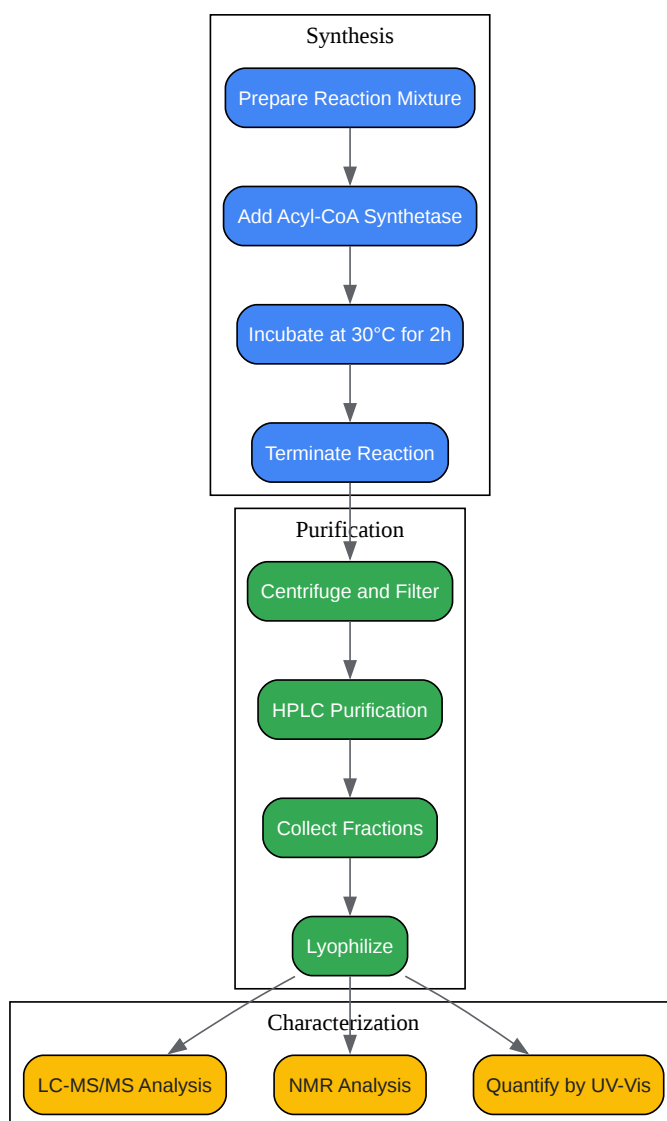 Synthesis
Prepare Reaction Mixture
Add Acyl-CoA Synthetase
Incubate at 30°C for 2h
Terminate Reaction
Purification
Centrifuge and Filter
HPLC Purification
Collect Fractions
Lyophilize
Characterization
LC-MS/MS Analysis
NMR Analysis
Quantify by UV-Vis